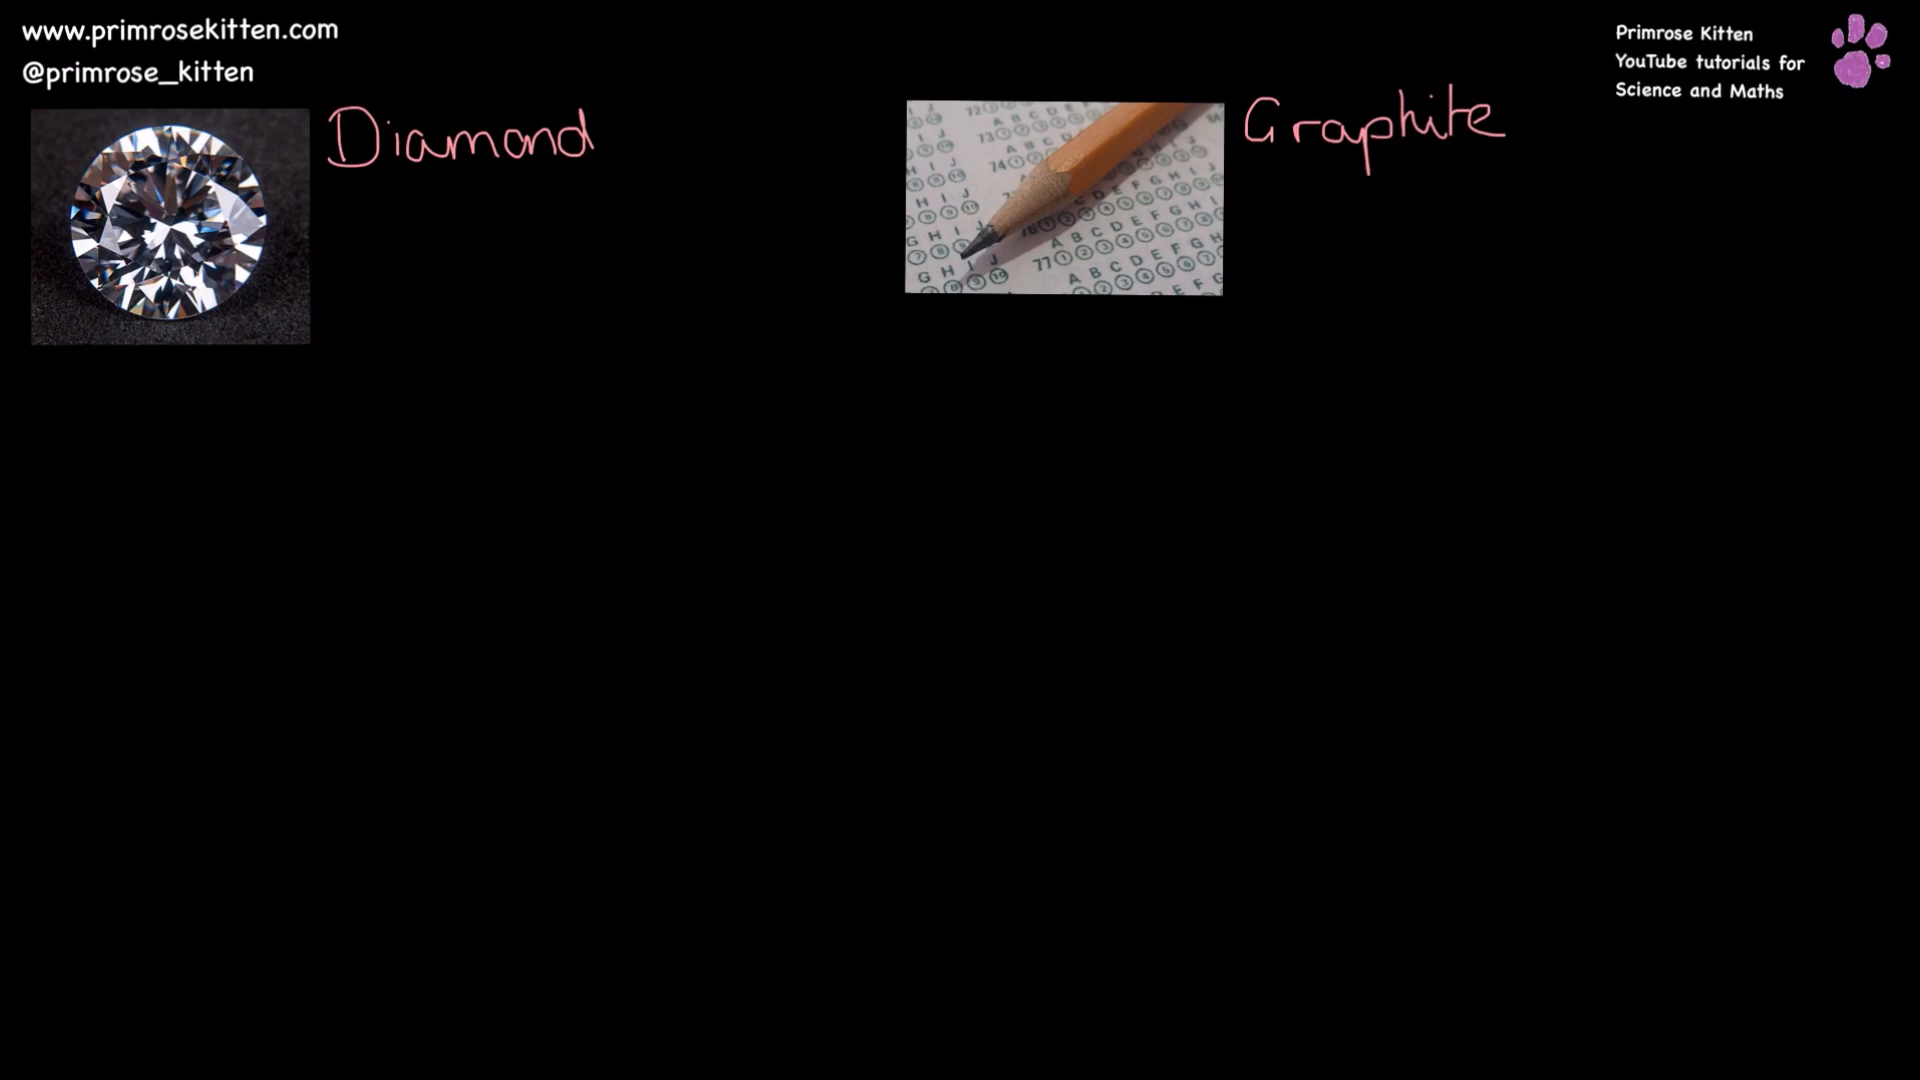 www.primrosekitten.com
@primrose_kitten
Primrose Kitten
YouTube tutorials for
Science and Maths
Diamond
Graphite